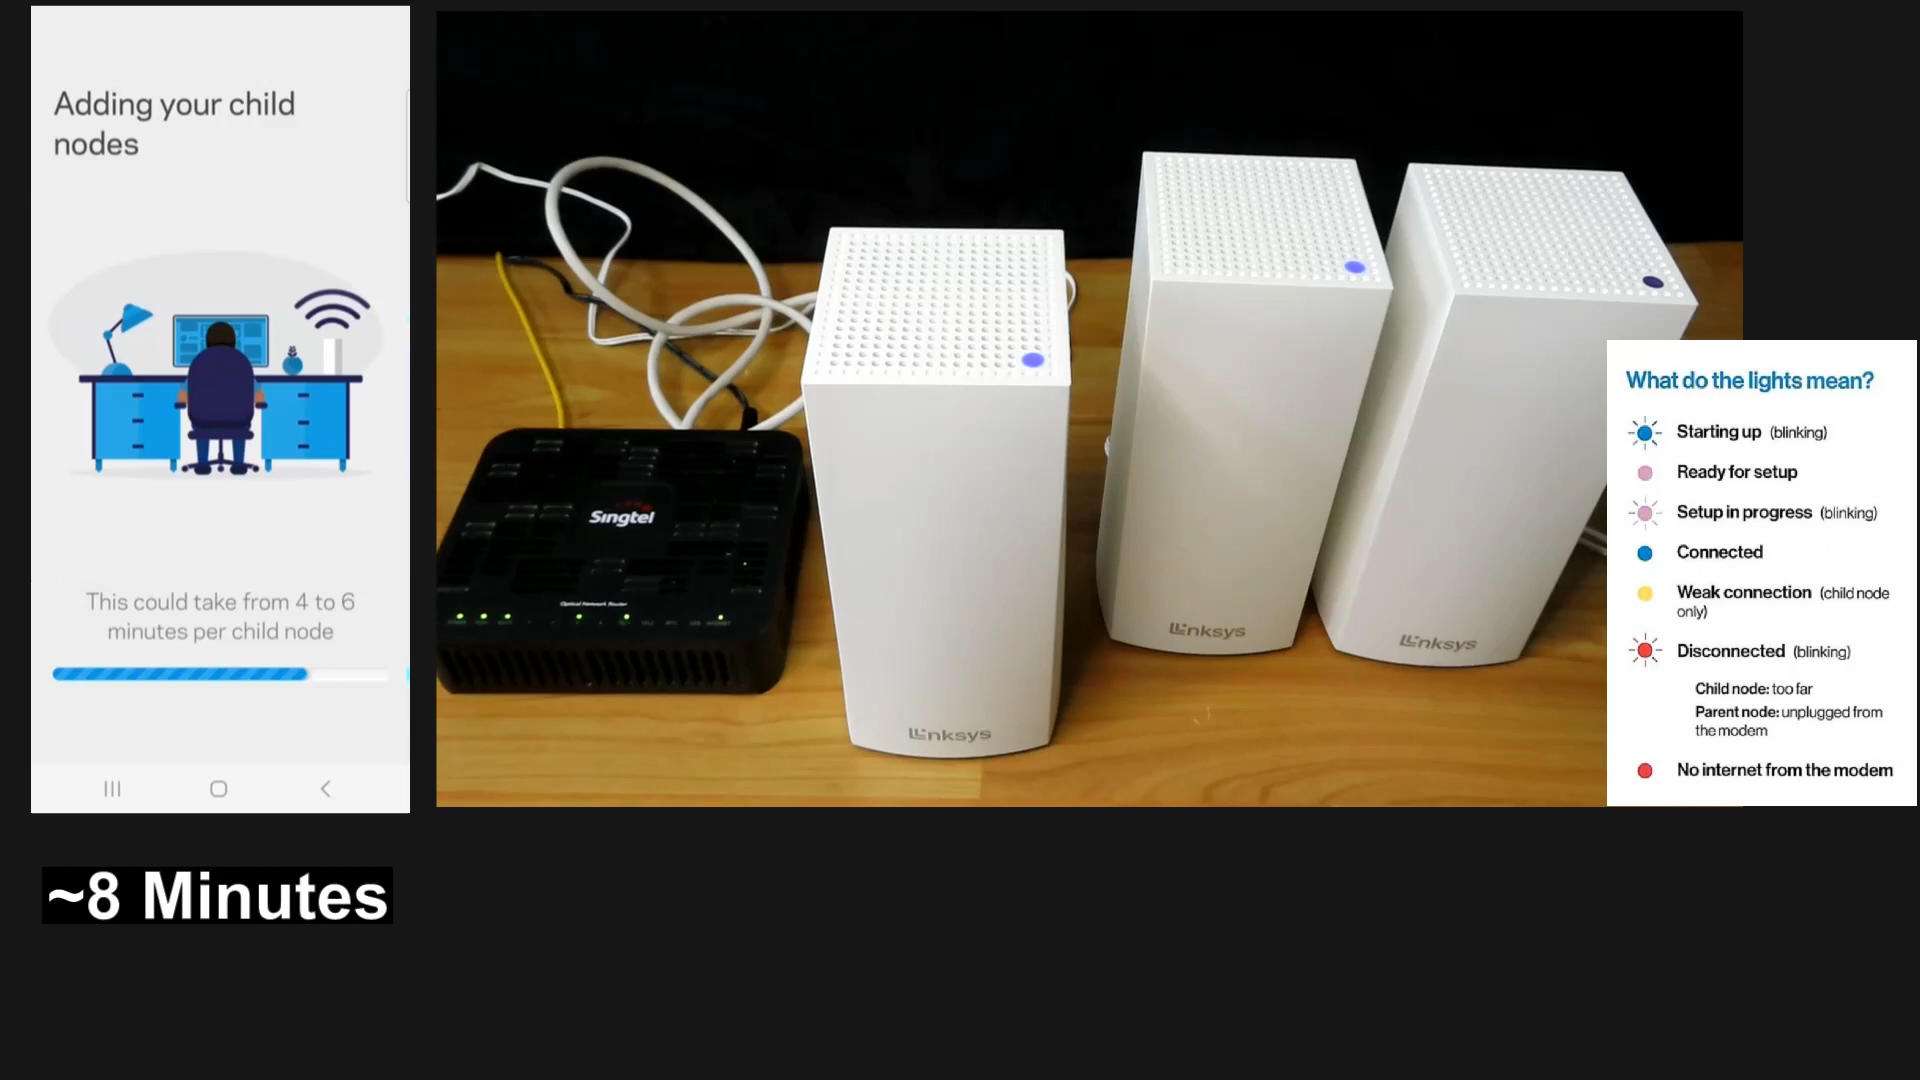 Adding your child
nodes
This could take from 4 to 6
minutes per child node
~8 Minutes
Singtel
Optical Network Router
Linksys
Linksys
Linksys
What do the lights mean?
Starting up (blinking)
Ready for setup
Setup in progress (blinking)
Connected
Weak connection (child node
only)
Disconnected (blinking)
Child node: too far
Parent node: unplugged from
the modem
No internet from the modem